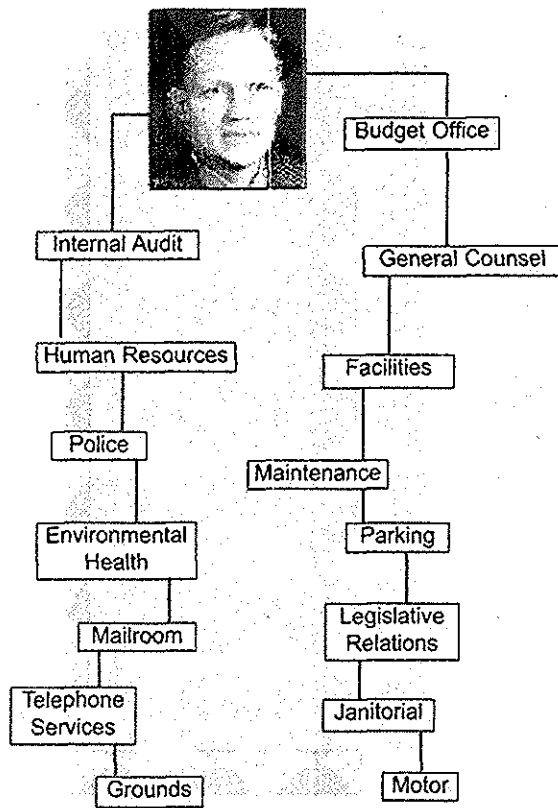 Budget Office
Internal Audit
General Counsel
Human Resources
Facilities
Police
Maintenance
Environmental
Health
Parking
Mailroom
Legislative
Relations
Telephone
Services
Janitorial
Grounds
Motor